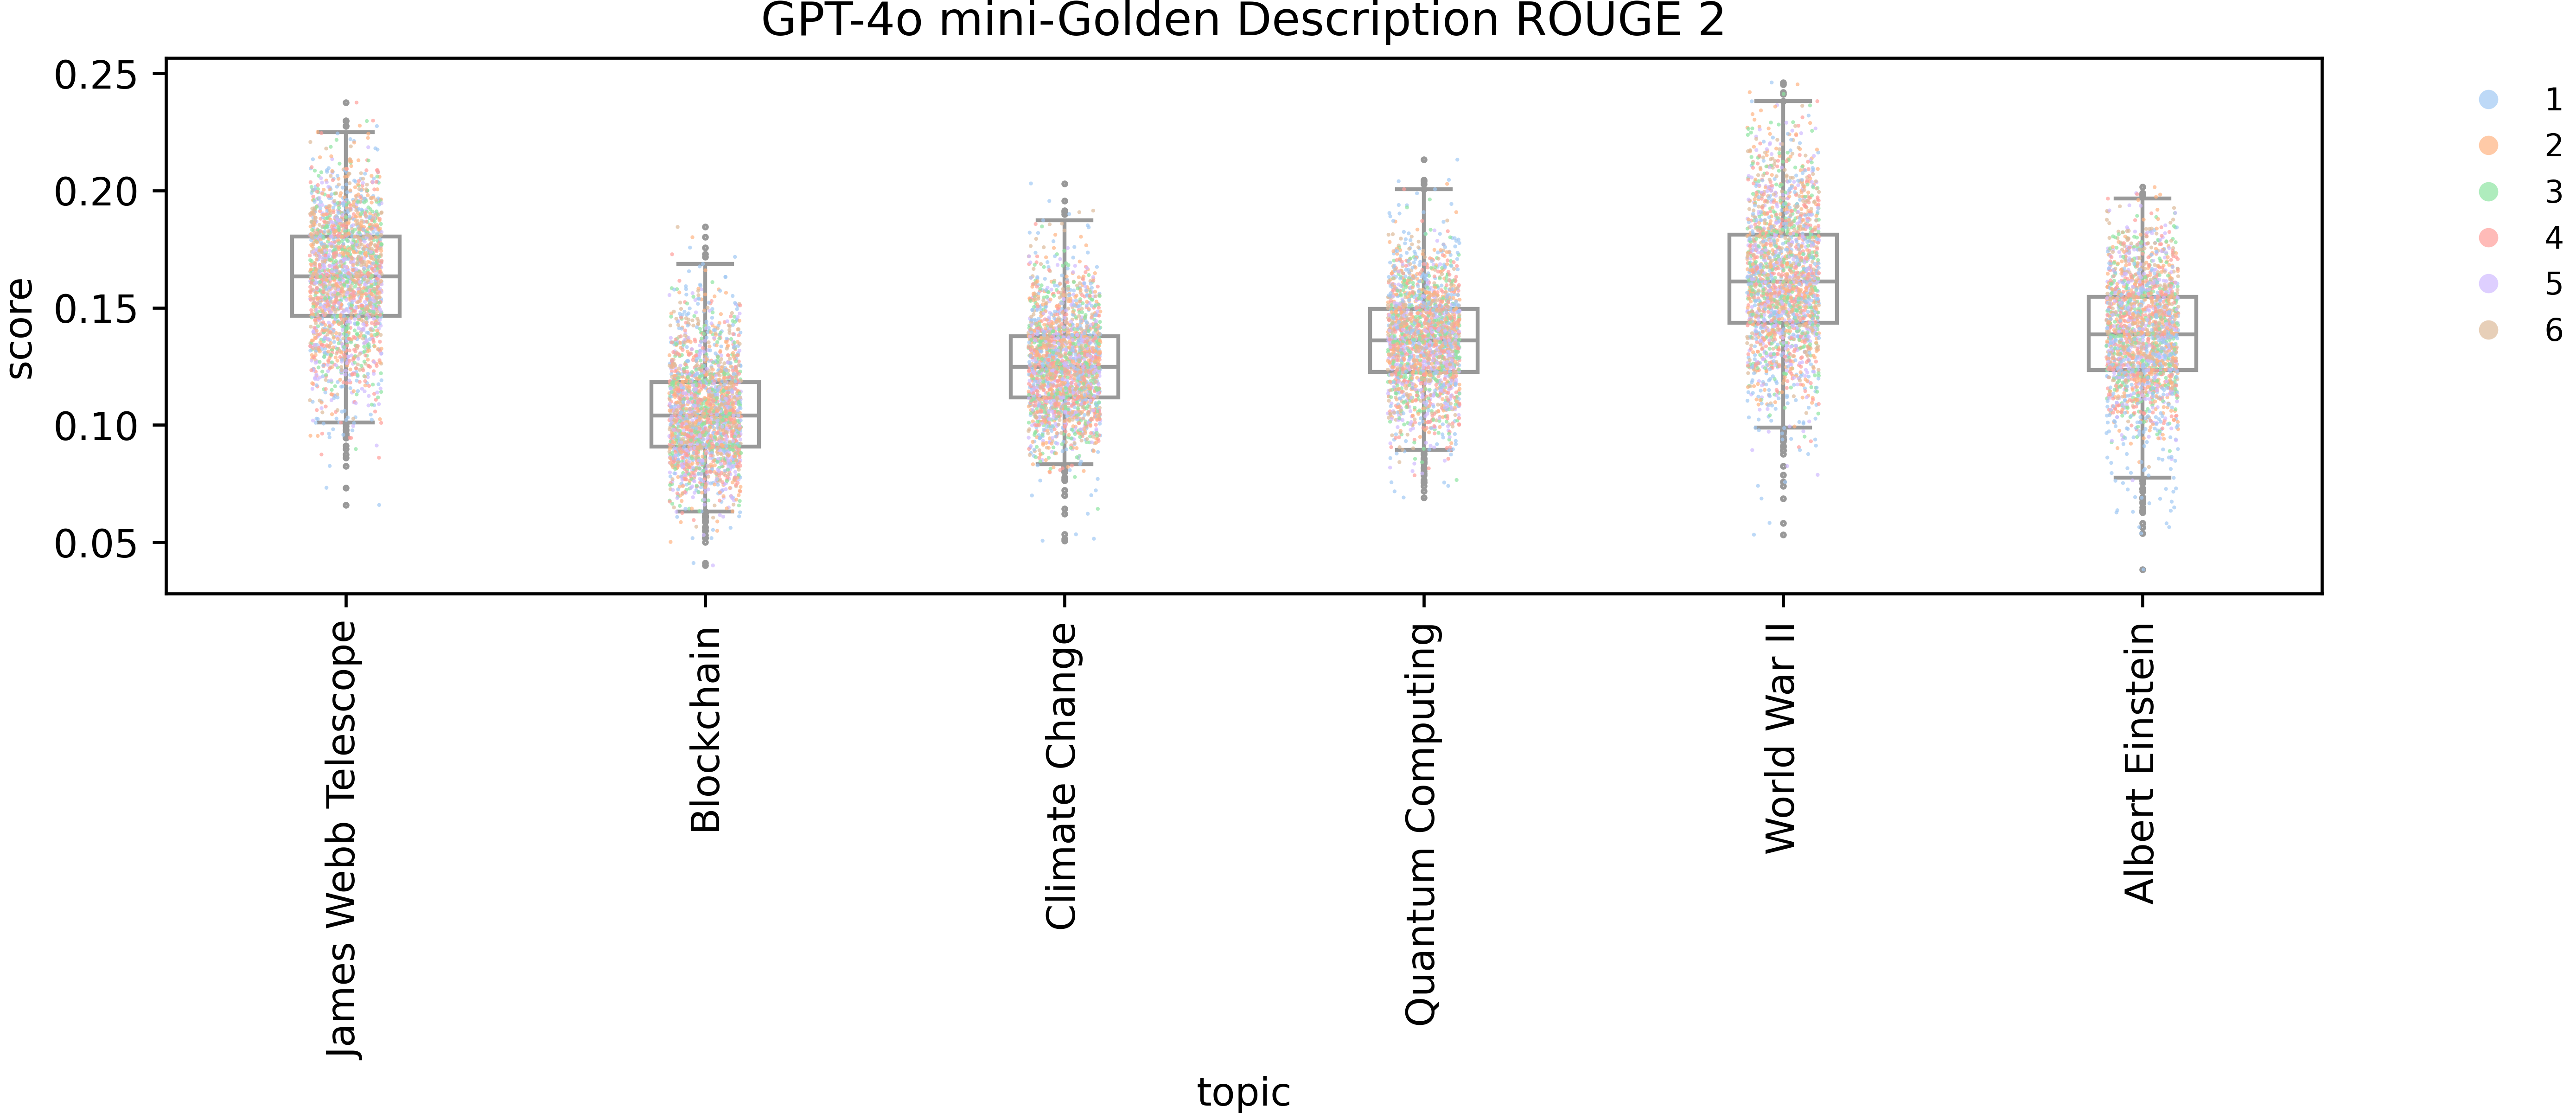 GPT-4o mini-Golden Description ROUGE 2
score
0.25
0.20
0.15
0.10
0.05
James Webb Telescope
Blockchain
Climate Change
Quantum Computing
World War II
Albert Einstein
topic
1
2
3
4
5
6